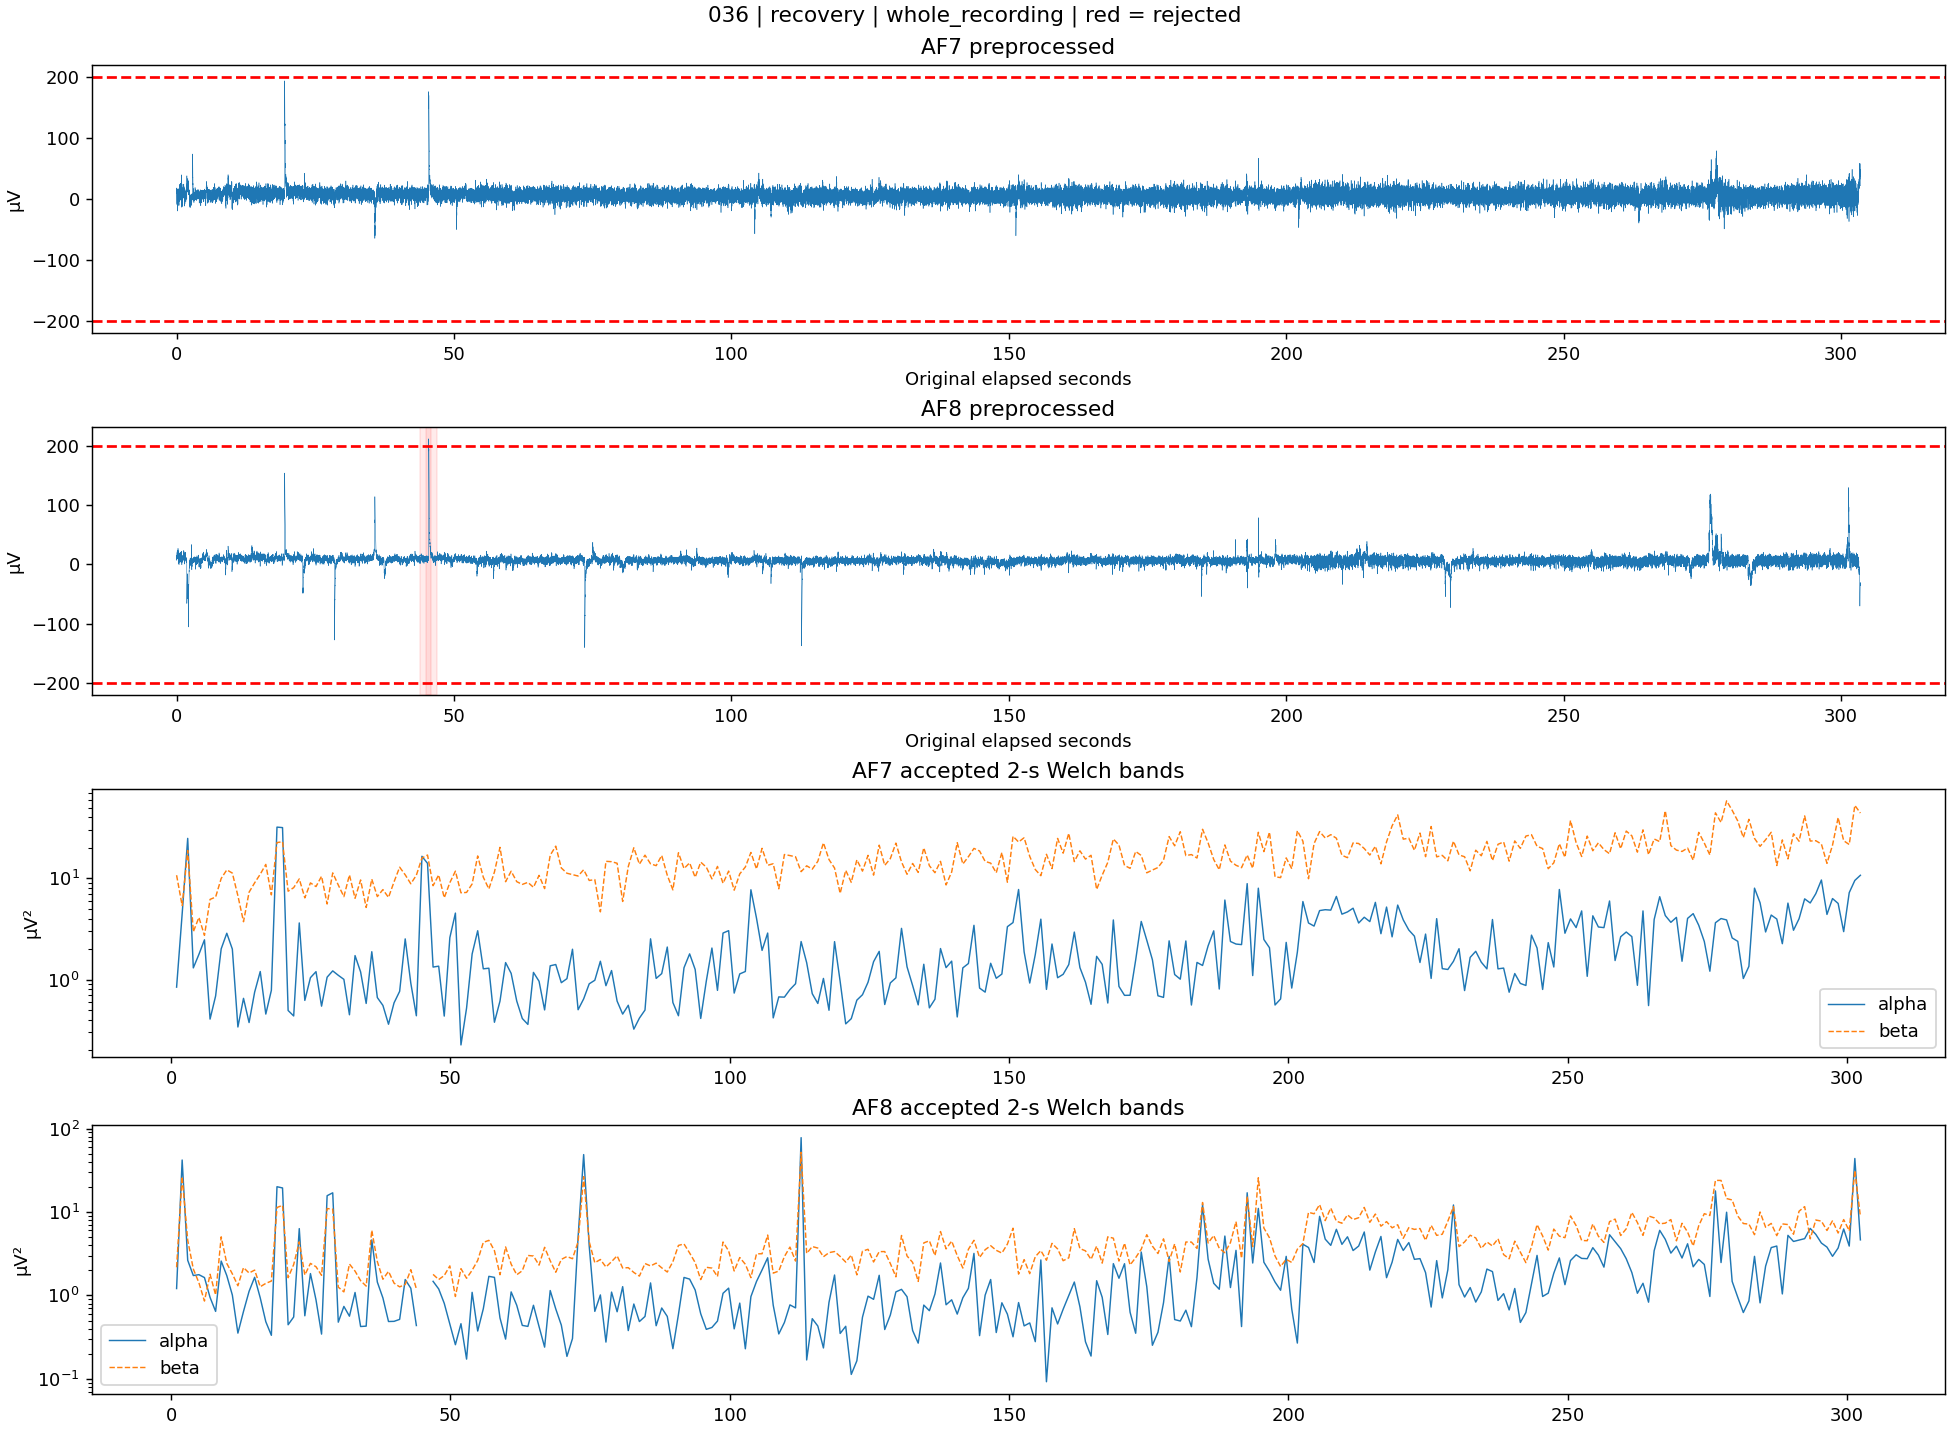 036 | recovery | whole_recording | red = rejected
AF7 preprocessed
200
100
0
−100
−200
µV
0 50 100 150 200 250 300
Original elapsed seconds
AF8 preprocessed
200
100
0
−100
−200
µV
0 50 100 150 200 250 300
Original elapsed seconds
AF7 accepted 2-s Welch bands
10¹
10⁰
µV²
alpha
beta
0 50 100 150 200 250 300
AF8 accepted 2-s Welch bands
10²
10¹
10⁰
10⁻¹
µV²
alpha
beta
0 50 100 150 200 250 300